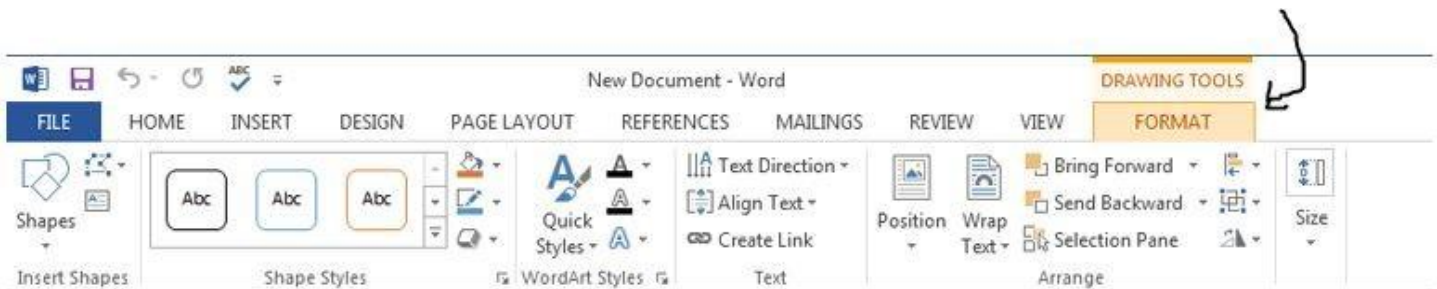 ABC
New Document - Word
DRAWING TOOLS
FILE HOME INSERT DESIGN PAGE LAYOUT REFERENCES MAILINGS REVIEW VIEW FORMAT
Shapes
Abc Abc Abc
Quick Styles
A A A A
Text Direction
Align Text
Create Link
Position
Wrap Text
Bring Forward
Send Backward
Selection Pane
Size
Insert Shapes Shape Styles WordArt Styles Text Arrange